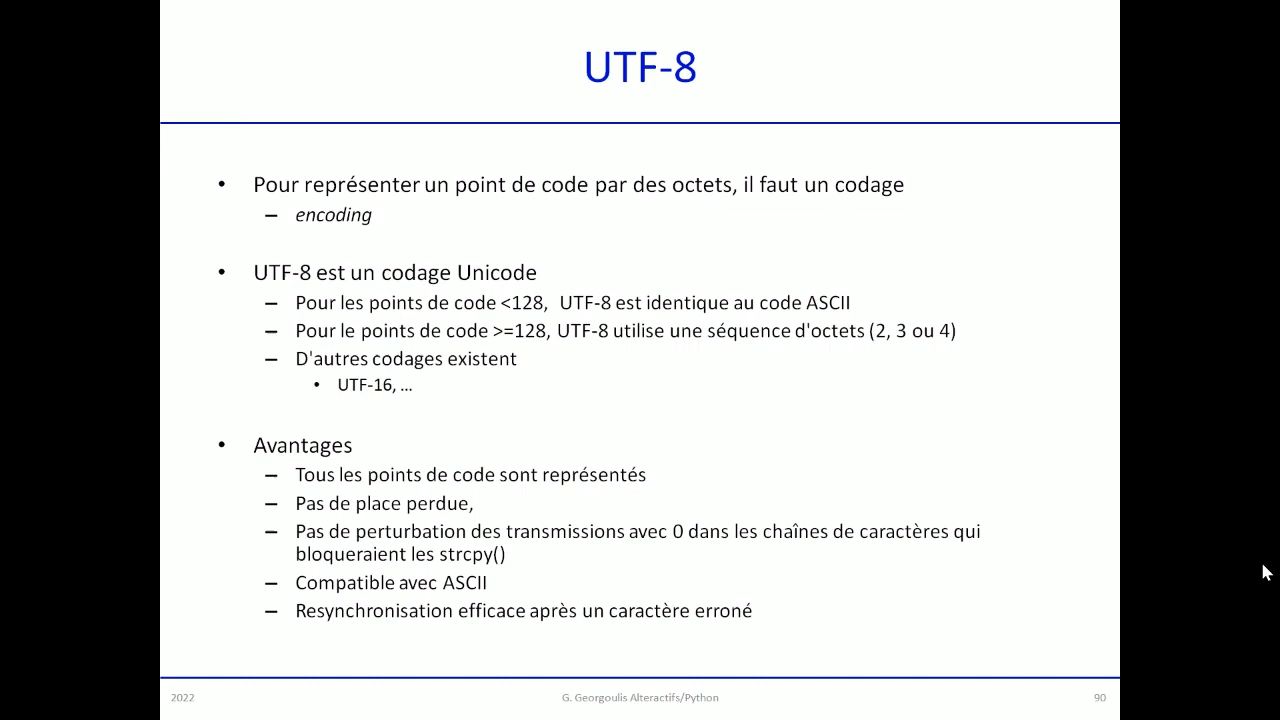 UTF-8
• Pour représenter un point de code par des octets, il faut un codage
– encoding
• UTF-8 est un codage Unicode
– Pour les points de code <128, UTF-8 est identique au code ASCII
– Pour le points de code >=128, UTF-8 utilise une séquence d'octets (2, 3 ou 4)
– D'autres codages existent
• UTF-16, ...
• Avantages
– Tous les points de code sont représentés
– Pas de place perdue,
– Pas de perturbation des transmissions avec 0 dans les chaînes de caractères qui
bloqueraient les strcpy()
– Compatible avec ASCII
– Resynchronisation efficace après un caractère erroné
2022
G. Georgoulis Alteractifs/Python
90